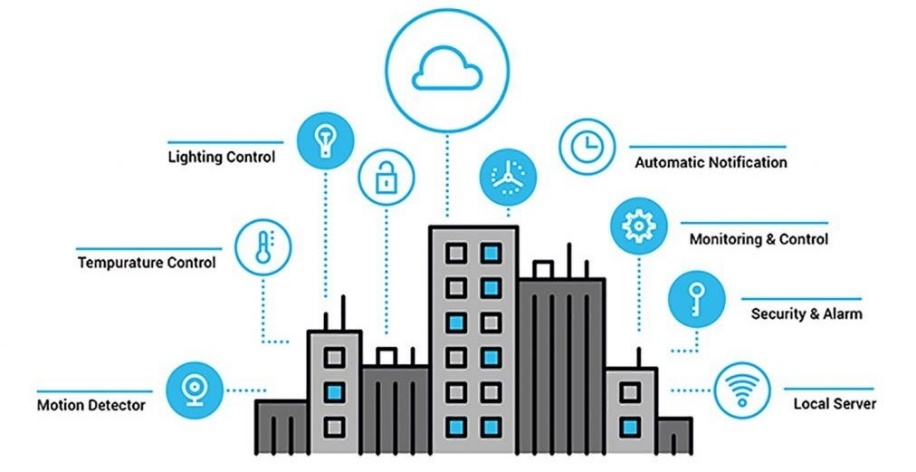 Lighting Control
Automatic Notification
Tempurature Control
Monitoring & Control
Security & Alarm
Motion Detector
Local Server